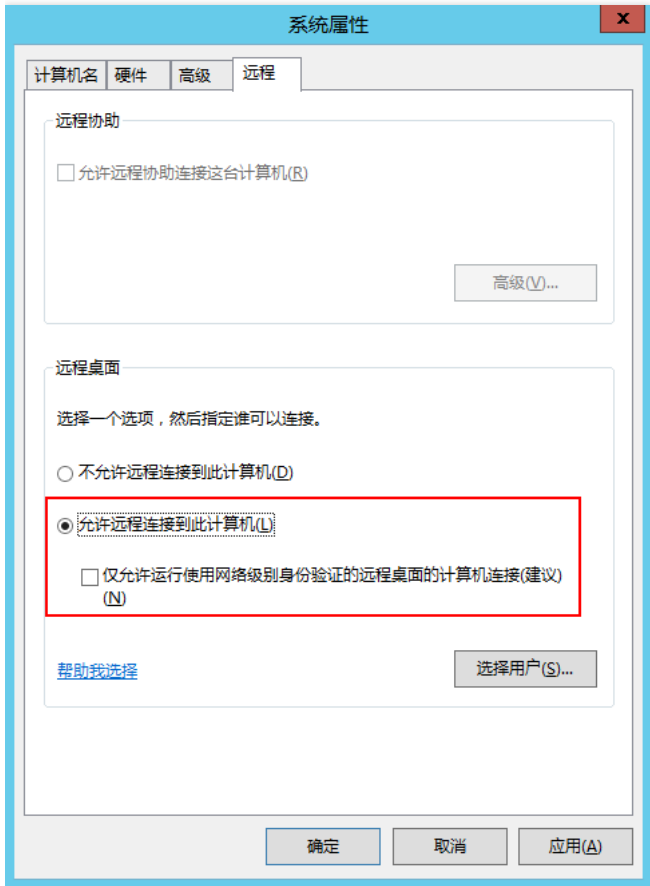 系统属性
x
计算机名 硬件 高级 远程
远程协助
允许远程协助连接这台计算机(R)
高级(V)...
远程桌面
选择一个选项，然后指定谁可以连接。
不允许远程连接到此计算机(D)
允许远程连接到此计算机(L)
仅允许运行使用网络级别身份验证的远程桌面的计算机连接(建议)
(N)
帮助我选择 选择用户(S)...
确定 取消 应用(A)